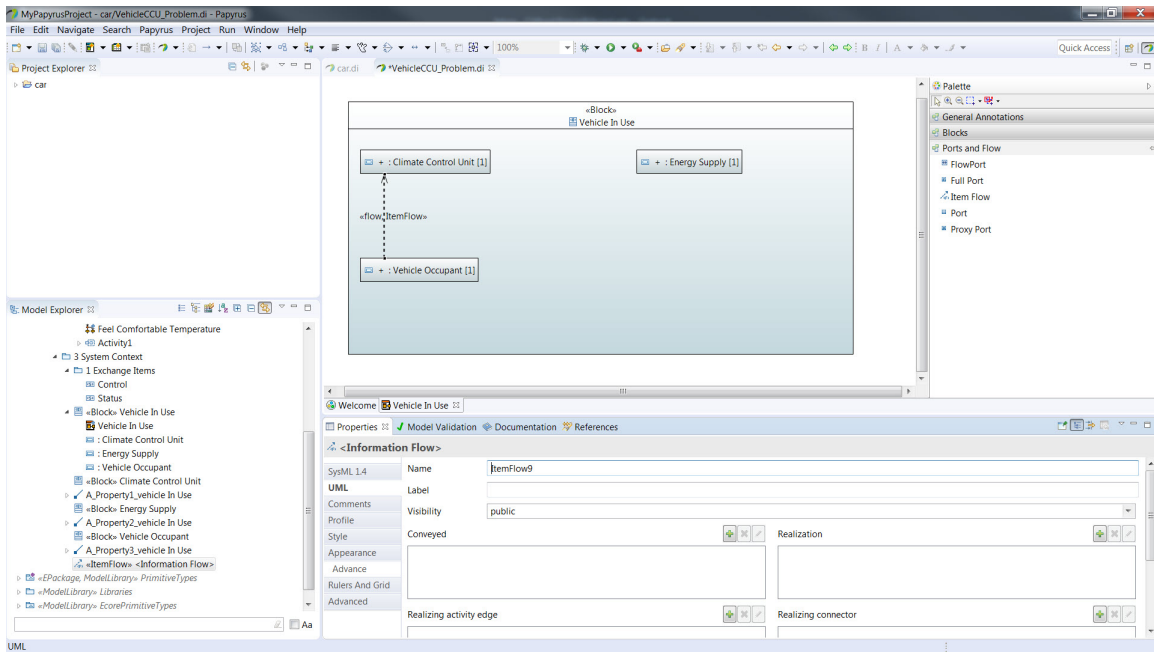 MyPapyrusProject - car/VehicleCCU_Problem.di - Papyrus
File Edit Navigate Search Papyrus Project Run Window Help
100%
B I A
Quick Access
Project Explorer
car
car.di
*VehicleCCU_Problem.di
«Block»
Vehicle In Use
+ : Climate Control Unit [1]
+ : Energy Supply [1]
«flow, ItemFlow»
+ : Vehicle Occupant [1]
Palette
General Annotations
Blocks
Ports and Flow
FlowPort
Full Port
Item Flow
Port
Proxy Port
Model Explorer
Feel Comfortable Temperature
Activity1
3 System Context
1 Exchange Items
Control
Status
«Block» Vehicle In Use
Vehicle In Use
: Climate Control Unit
: Energy Supply
: Vehicle Occupant
«Block» Climate Control Unit
A_Property1_vehicle In Use
«Block» Energy Supply
A_Property2_vehicle In Use
«Block» Vehicle Occupant
A_Property3_vehicle In Use
«ItemFlow» <Information Flow>
«EPackage, ModelLibrary» PrimitiveTypes
«ModelLibrary» Libraries
«ModelLibrary» EcorePrimitiveTypes
Aa
Welcome
Vehicle In Use
Properties
Model Validation
Documentation
References
<Information Flow>
SysML 1.4
UML
Comments
Profile
Style
Appearance
Advance
Rulers And Grid
Advanced
Name
ItemFlow9
Label
Visibility
public
Conveyed
Realization
Realizing activity edge
Realizing connector
UML